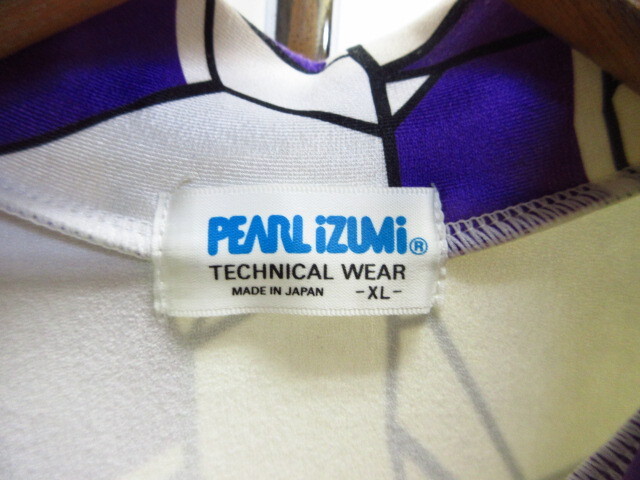 PEARL iZUMi®
TECHNICAL WEAR
MADE IN JAPAN -XL-